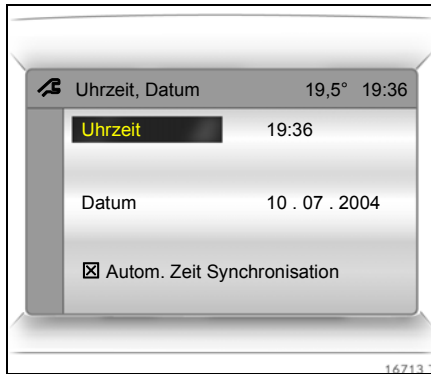 Uhrzeit, Datum 19,5° 19:36
Uhrzeit 19:36
Datum 10 . 07 . 2004
Autom. Zeit Synchronisation